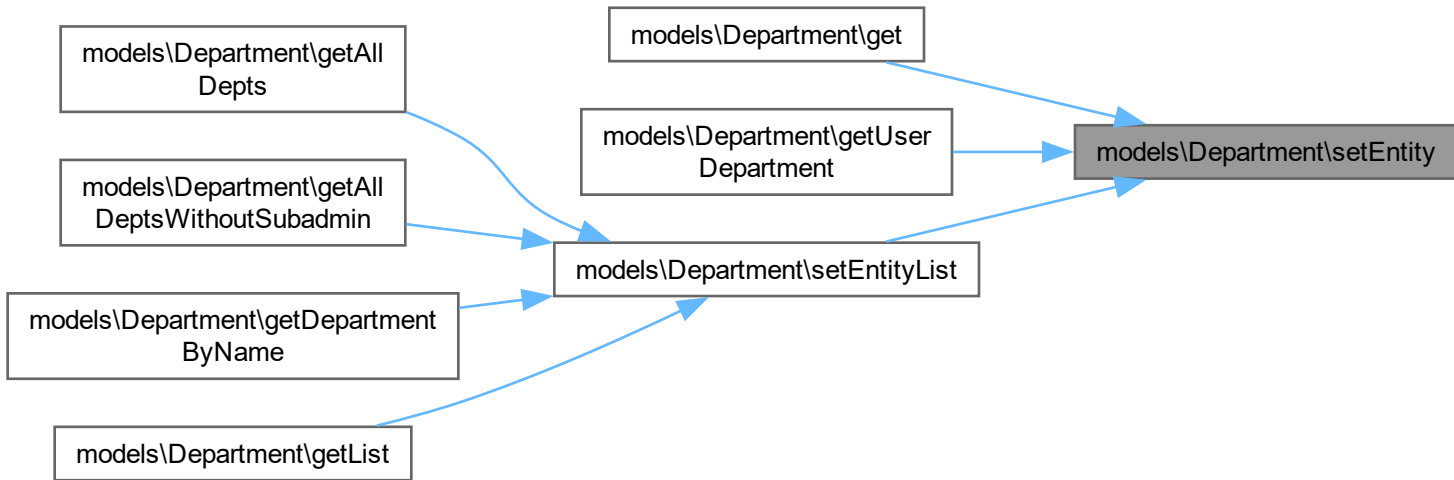 models\Department\getAll
Depts
models\Department\getAll
DeptsWithoutSubadmin
models\Department\getDepartment
ByName
models\Department\getList
models\Department\get
models\Department\getUser
Department
models\Department\setEntityList
models\Department\setEntity